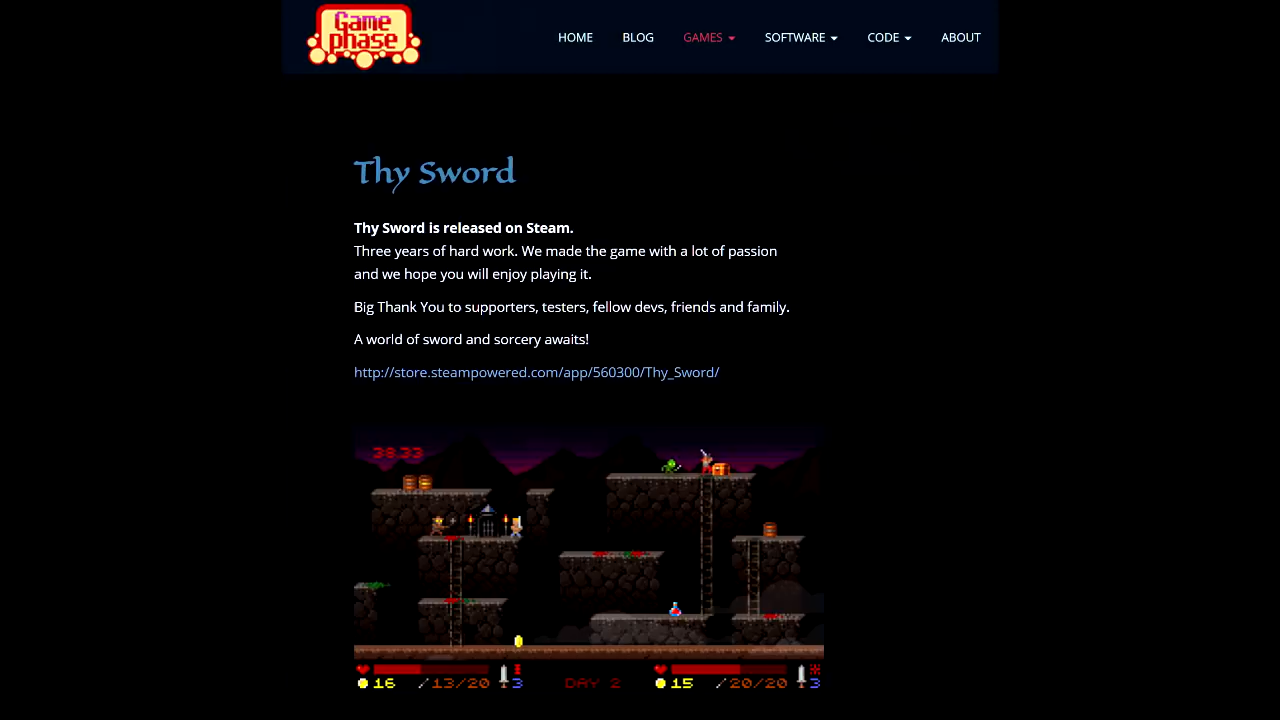 Game
phase
HOME BLOG GAMES SOFTWARE CODE ABOUT
Thy Sword
Thy Sword is released on Steam.
Three years of hard work. We made the game with a lot of passion
and we hope you will enjoy playing it.
Big Thank You to supporters, testers, fellow devs, friends and family.
A world of sword and sorcery awaits!
http://store.steampowered.com/app/560300/Thy_Sword/
3833
16 13/20 3 DAY 2 15 20/20 3